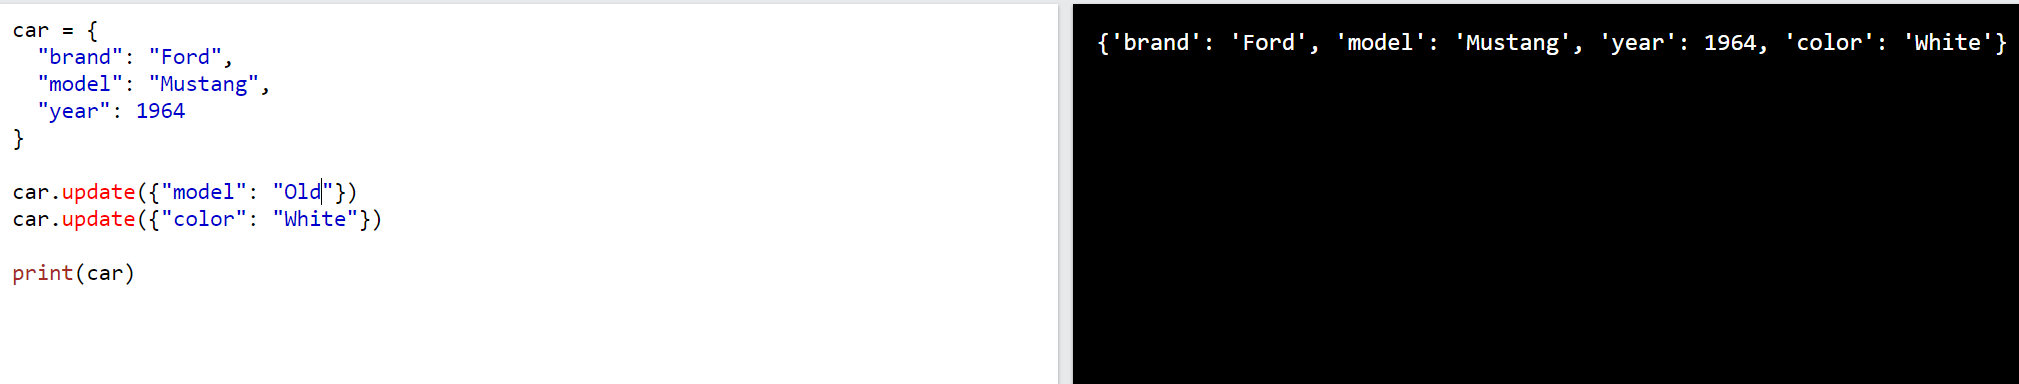 car = {
  "brand": "Ford",
  "model": "Mustang",
  "year": 1964
}
car.update({"model": "Old"})
car.update({"color": "White"})
print(car)
{'brand': 'Ford', 'model': 'Mustang', 'year': 1964, 'color': 'White'}